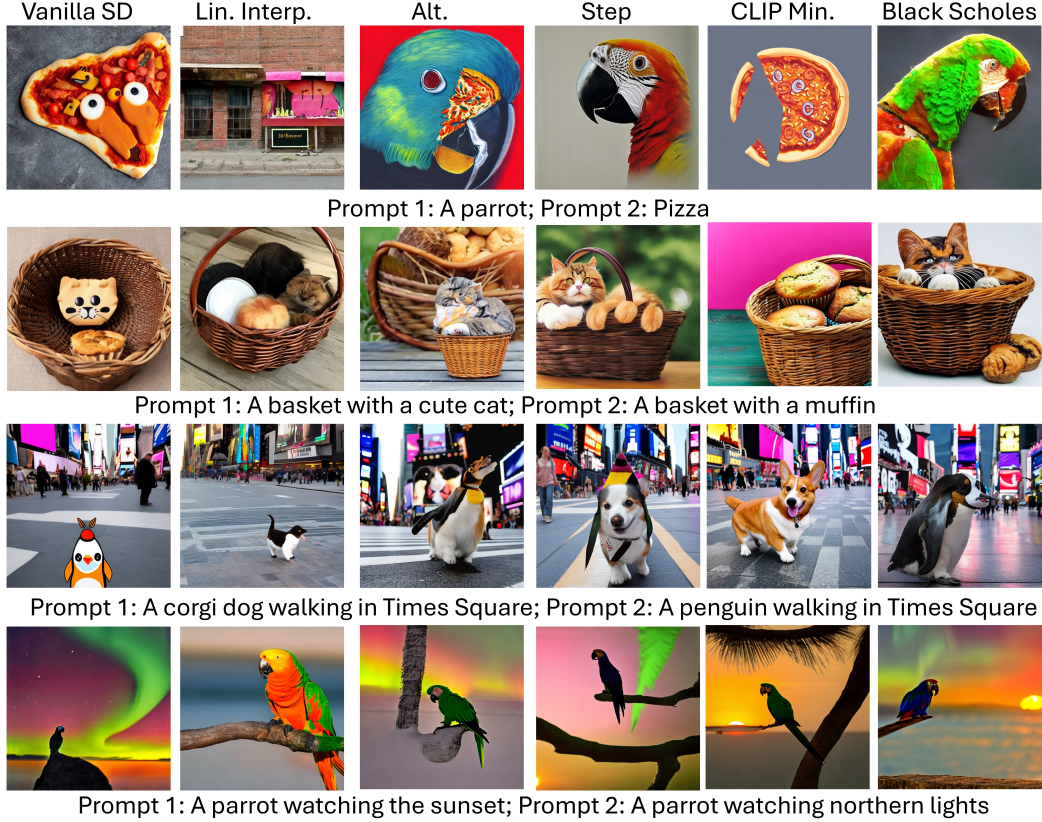 Vanilla SD Lin. Interp. Alt. Step CLIP Min. Black Scholes
Prompt 1: A parrot; Prompt 2: Pizza
Prompt 1: A basket with a cute cat; Prompt 2: A basket with a muffin
Prompt 1: A corgi dog walking in Times Square; Prompt 2: A penguin walking in Times Square
Prompt 1: A parrot watching the sunset; Prompt 2: A parrot watching northern lights